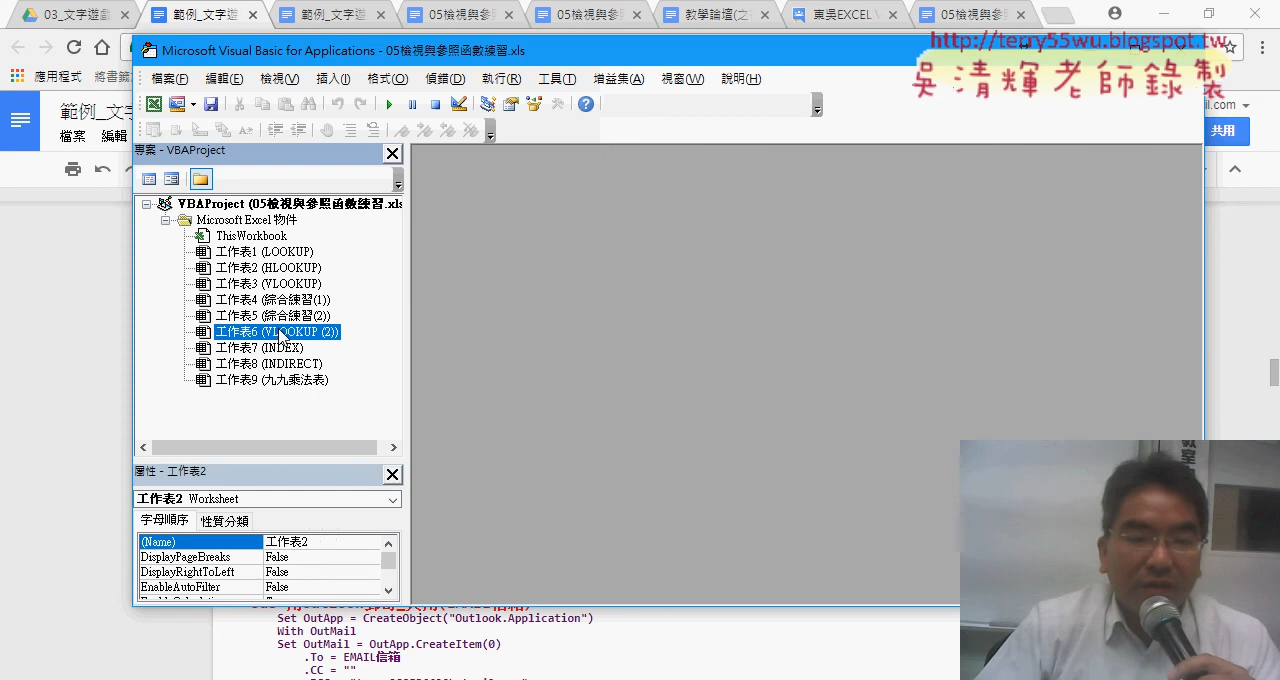 03_文字遊戲
範例_文字遊
範例_文字遊
05檢視與參照
05檢視與參照
教學論壇(之
東吳EXCEL V
05檢視與參照
http://terry55wu.blogspot.tw
吳清輝老師錄製
應用程式
Microsoft Visual Basic for Applications - 05檢視與參照函數練習.xls
檔案(F) 編輯(E) 檢視(V) 插入(I) 格式(O) 偵錯(D) 執行(R) 工具(T) 增益集(A) 視窗(W) 說明(H)
範例_文
檔案 編輯
.com
共用
專案 - VBAProject
VBAProject (05檢視與參照函數練習.xls
Microsoft Excel 物件
ThisWorkbook
工作表1 (LOOKUP)
工作表2 (HLOOKUP)
工作表3 (VLOOKUP)
工作表4 (綜合練習(1))
工作表5 (綜合練習(2))
工作表6 (VLOOKUP (2))
工作表7 (INDEX)
工作表8 (INDIRECT)
工作表9 (九九乘法表)
屬性 - 工作表2
工作表2 Worksheet
字母順序 性質分類
(Name) 工作表2
DisplayPageBreaks False
DisplayRightToLeft False
EnableAutoFilter False
Set OutApp = CreateObject("Outlook.Application")
With OutMail
Set OutMail = OutApp.CreateItem(0)
.To = EMAIL信箱
.CC = ""